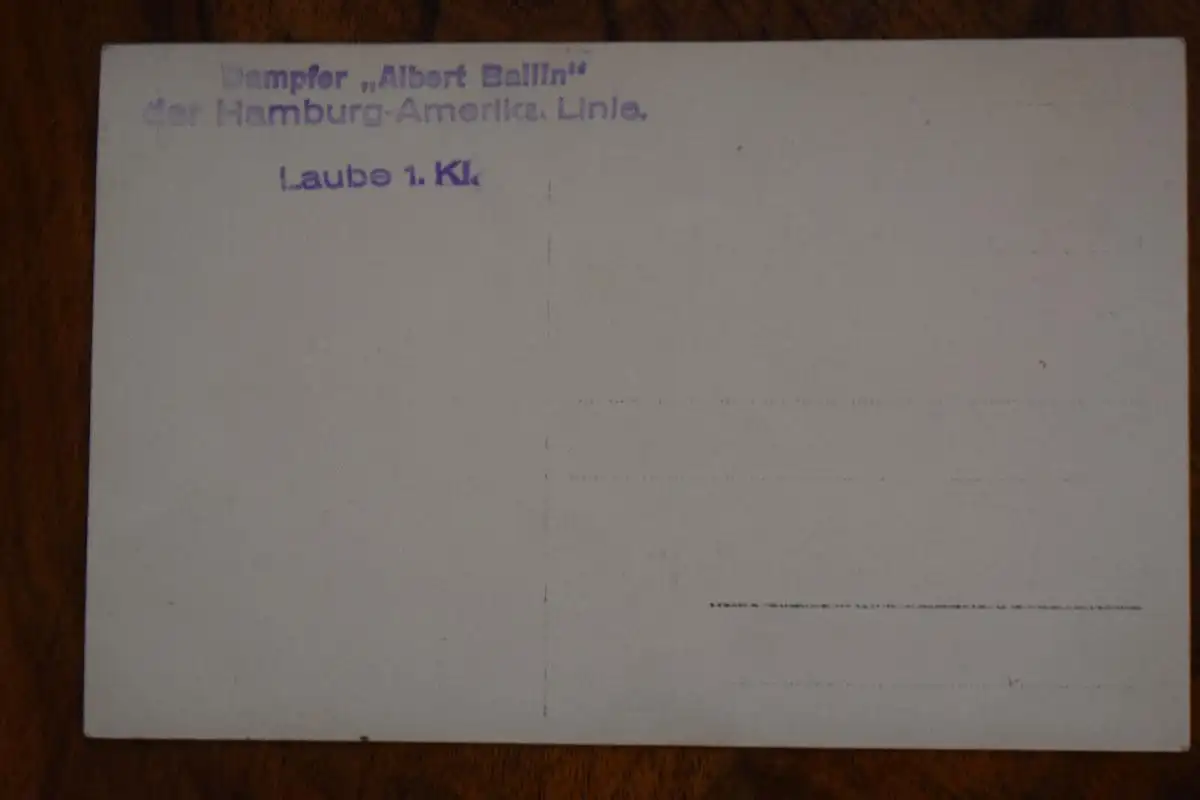 Dampfer „Albert Ballin"
der Hamburg-Amerika Linie.
Laube 1. Kl.